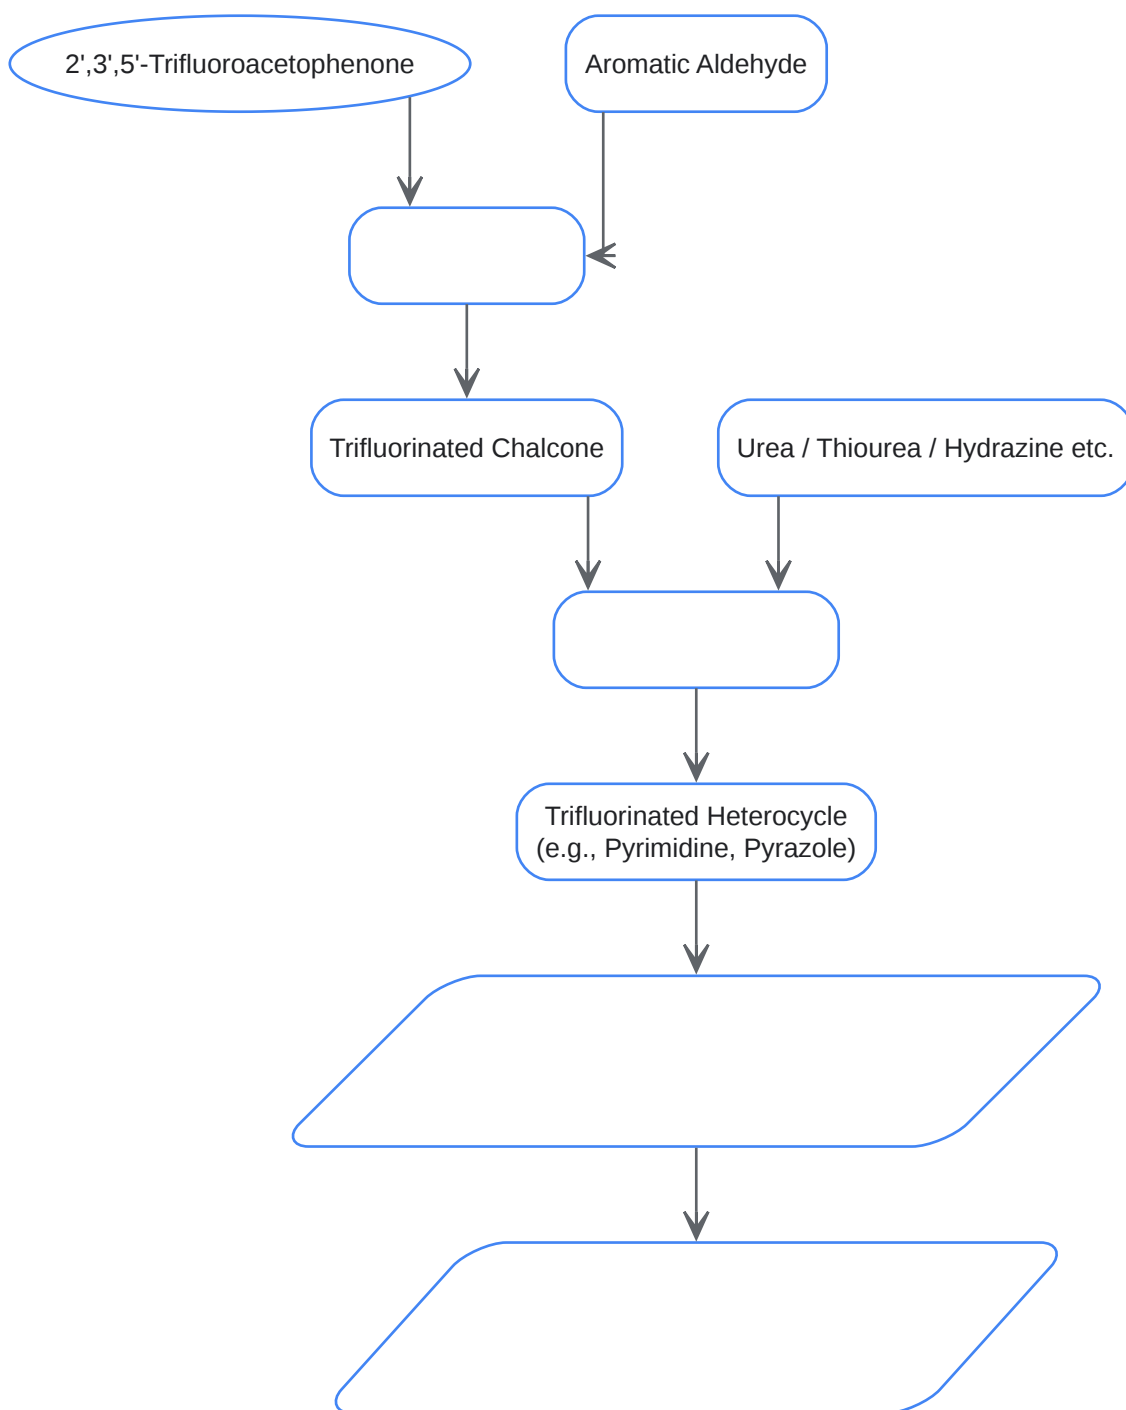 2',3',5'-Trifluoroacetophenone
Aromatic Aldehyde
Trifluorinated Chalcone
Urea / Thiourea / Hydrazine etc.
Trifluorinated Heterocycle
(e.g., Pyrimidine, Pyrazole)